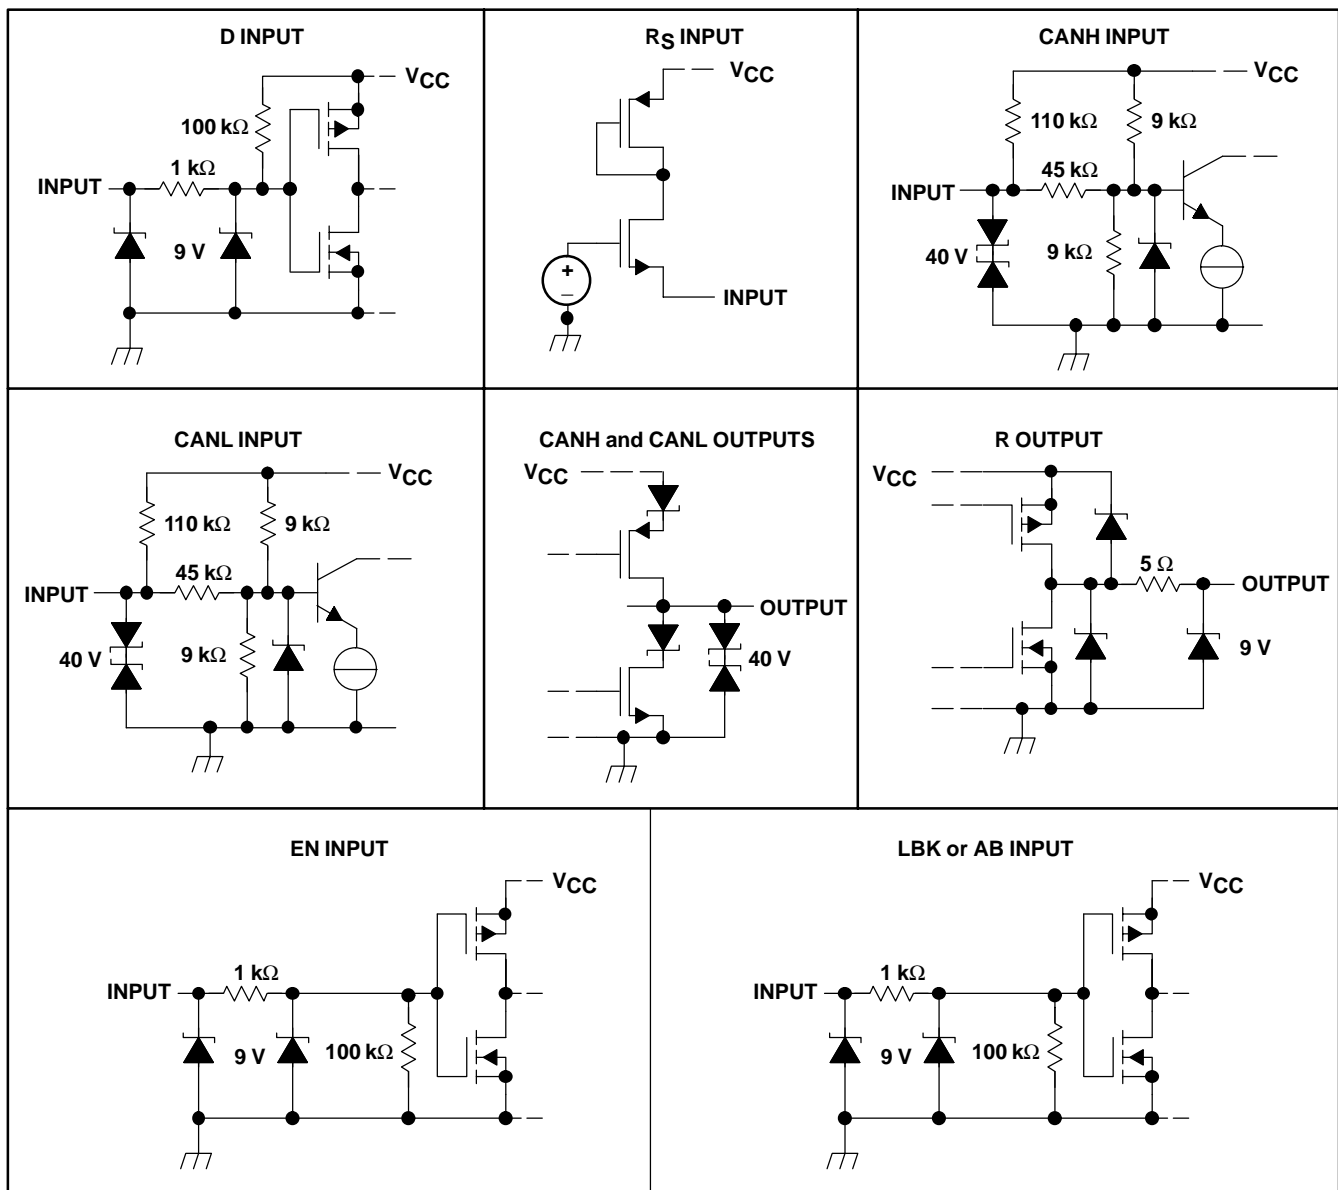 D INPUT
VCC
100 kΩ
1 kΩ
INPUT
9 V
RS INPUT
VCC
+
–
INPUT
CANH INPUT
VCC
110 kΩ
9 kΩ
45 kΩ
INPUT
40 V
9 kΩ
CANL INPUT
VCC
110 kΩ
9 kΩ
45 kΩ
INPUT
40 V
9 kΩ
CANH and CANL OUTPUTS
VCC
OUTPUT
40 V
R OUTPUT
VCC
5 Ω
OUTPUT
9 V
EN INPUT
VCC
1 kΩ
INPUT
9 V
100 kΩ
LBK or AB INPUT
VCC
1 kΩ
INPUT
9 V
100 kΩ